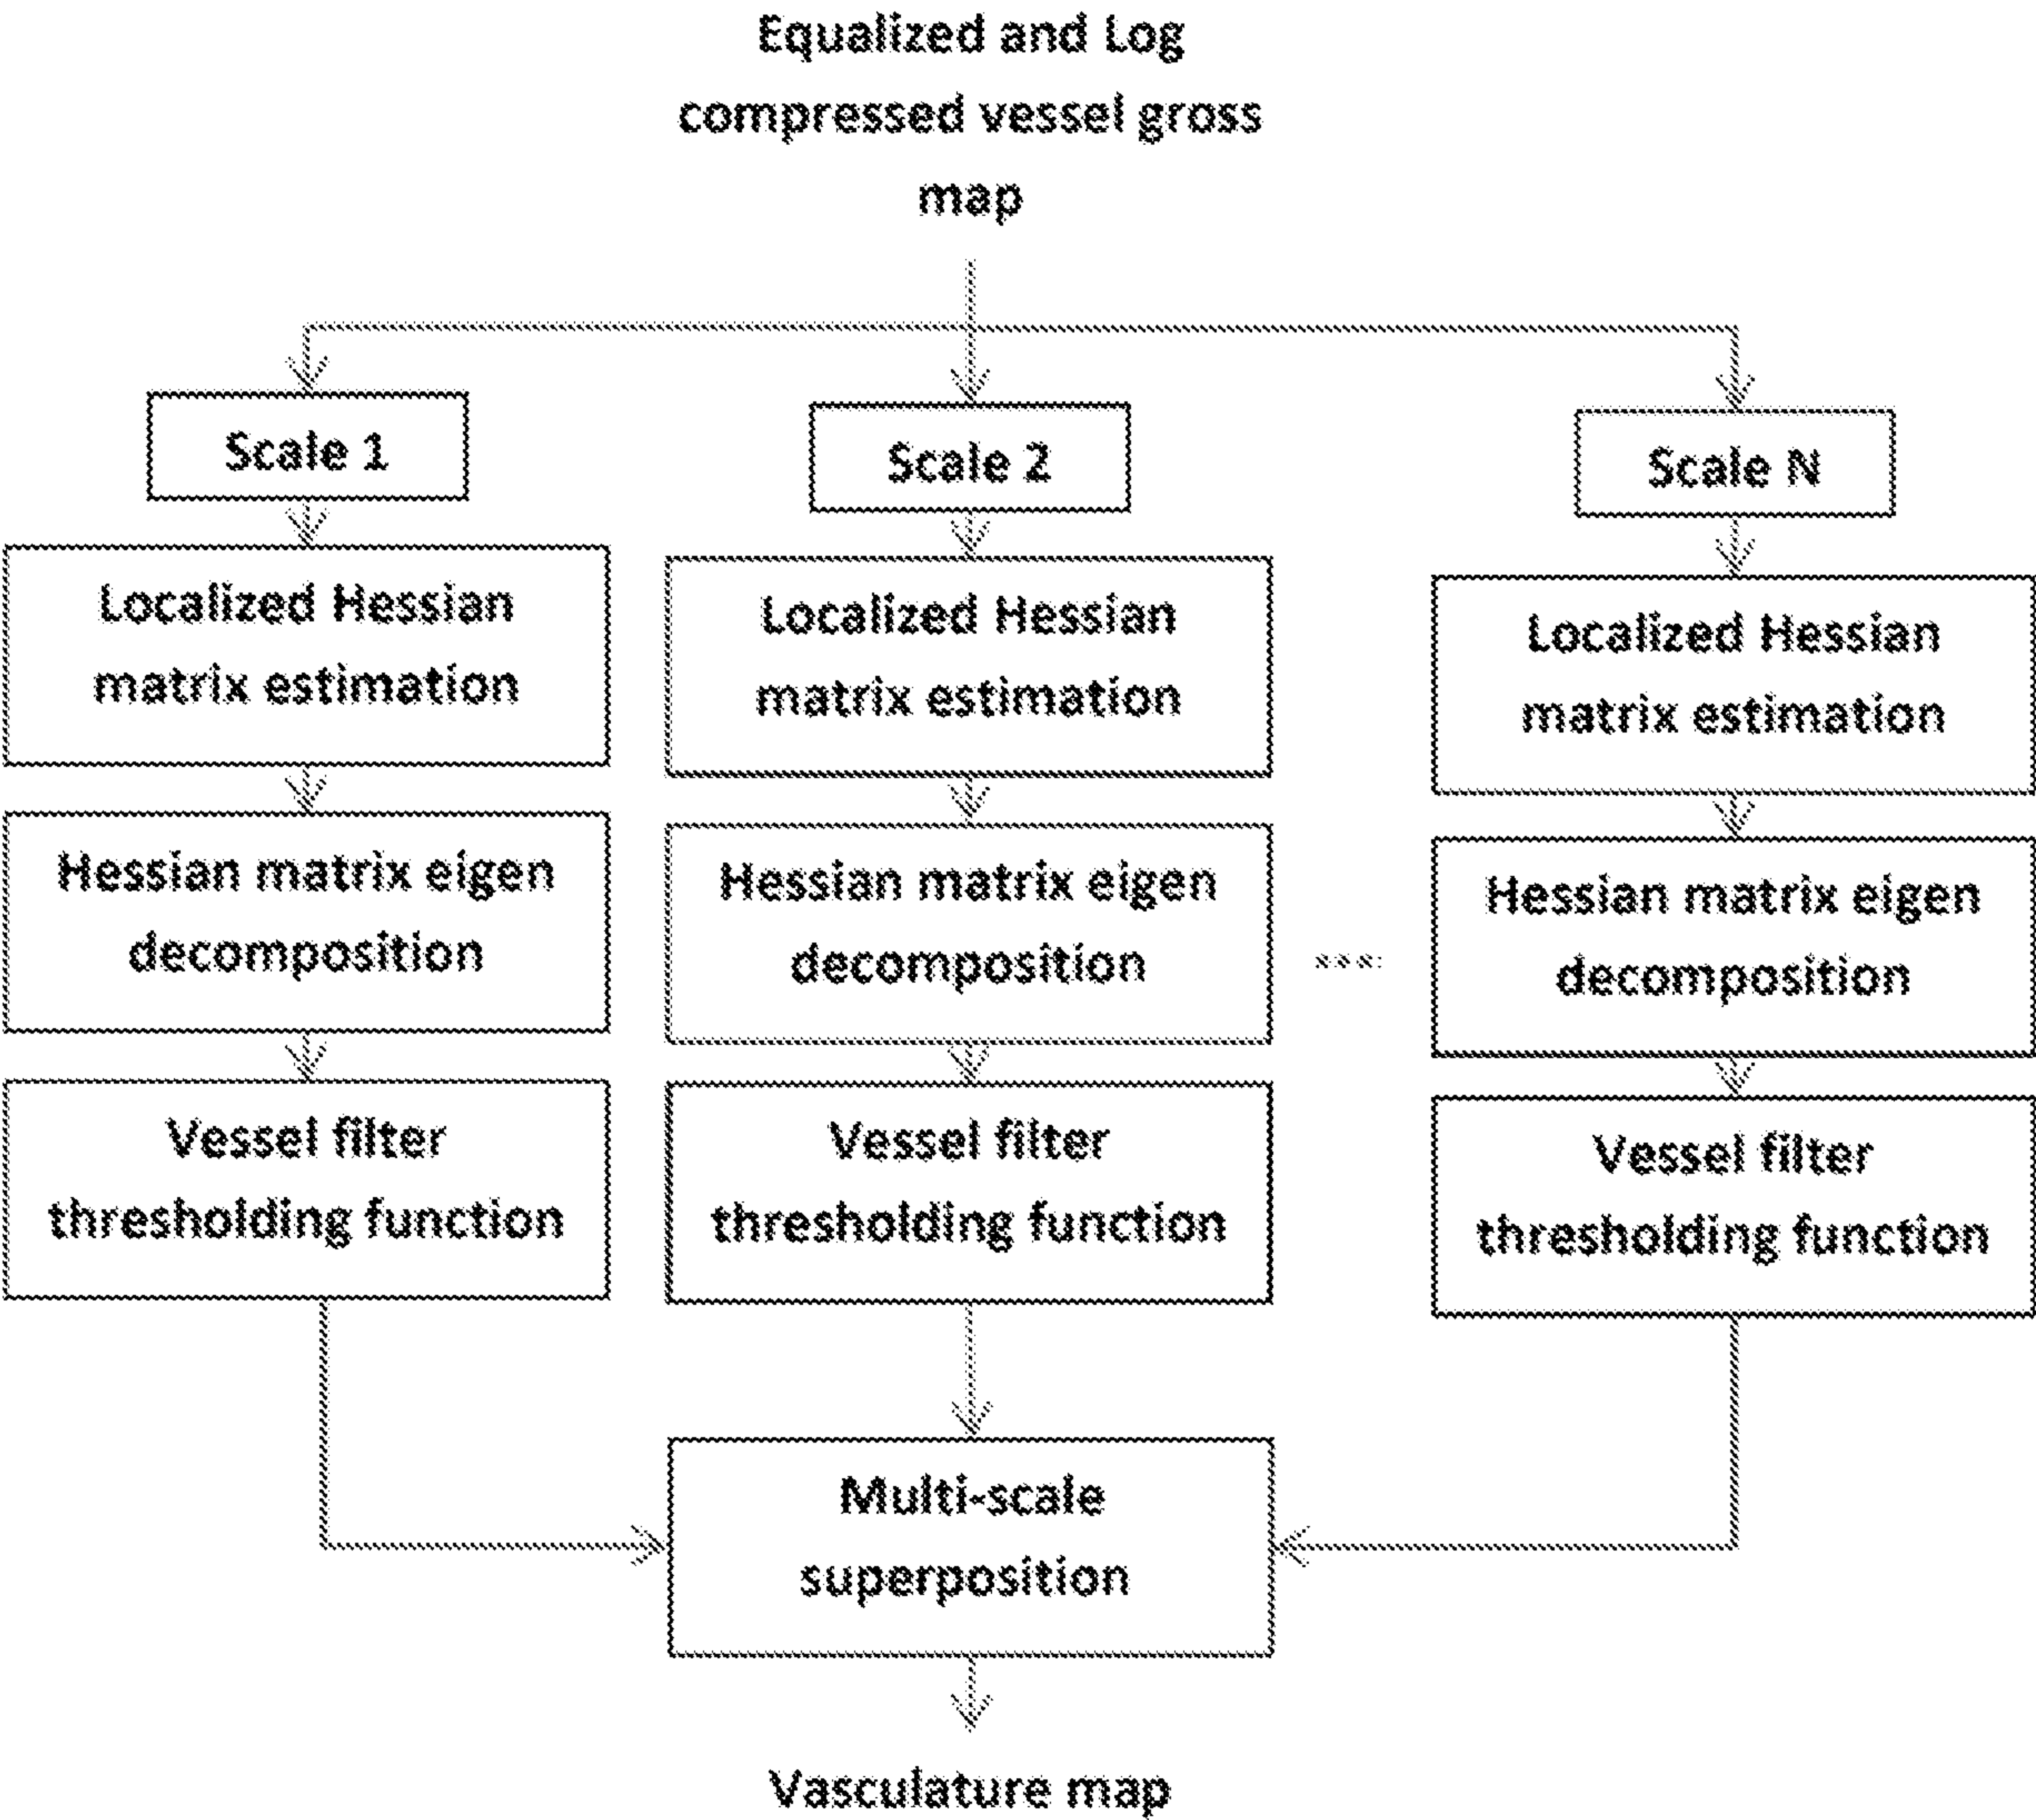 Equalized and Log
compressed vessel gross
map
Scale 1
Scale 2
Scale N
Localized Hessian
matrix estimation
Localized Hessian
matrix estimation
Localized Hessian
matrix estimation
Hessian matrix eigen
decomposition
Hessian matrix eigen
decomposition
....
Hessian matrix eigen
decomposition
Vessel filter
thresholding function
Vessel filter
thresholding function
Vessel filter
thresholding function
Multi-scale
superposition
Vasculature map